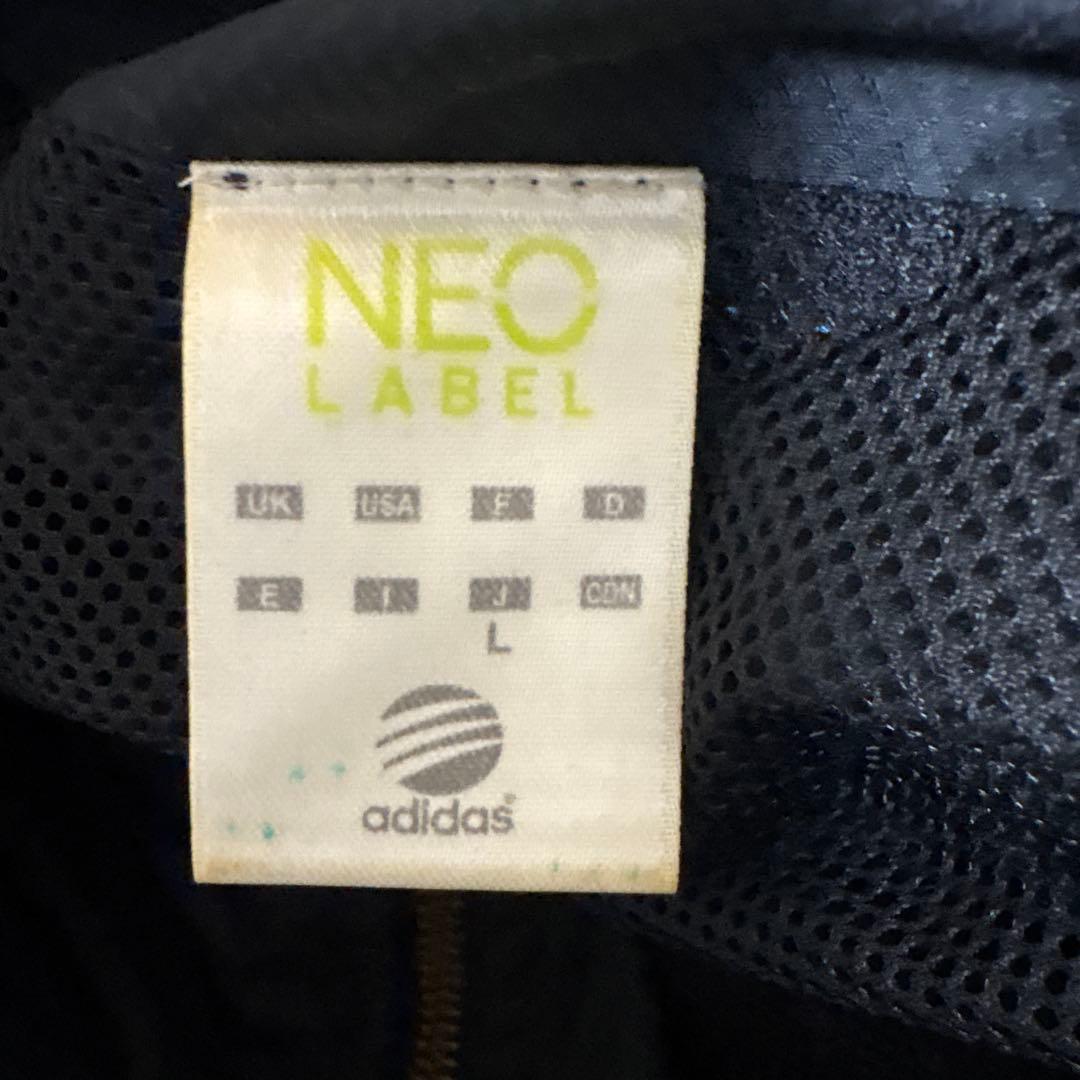 NEO
LABEL
UK USA F D
E I J CDN
L
adidas®